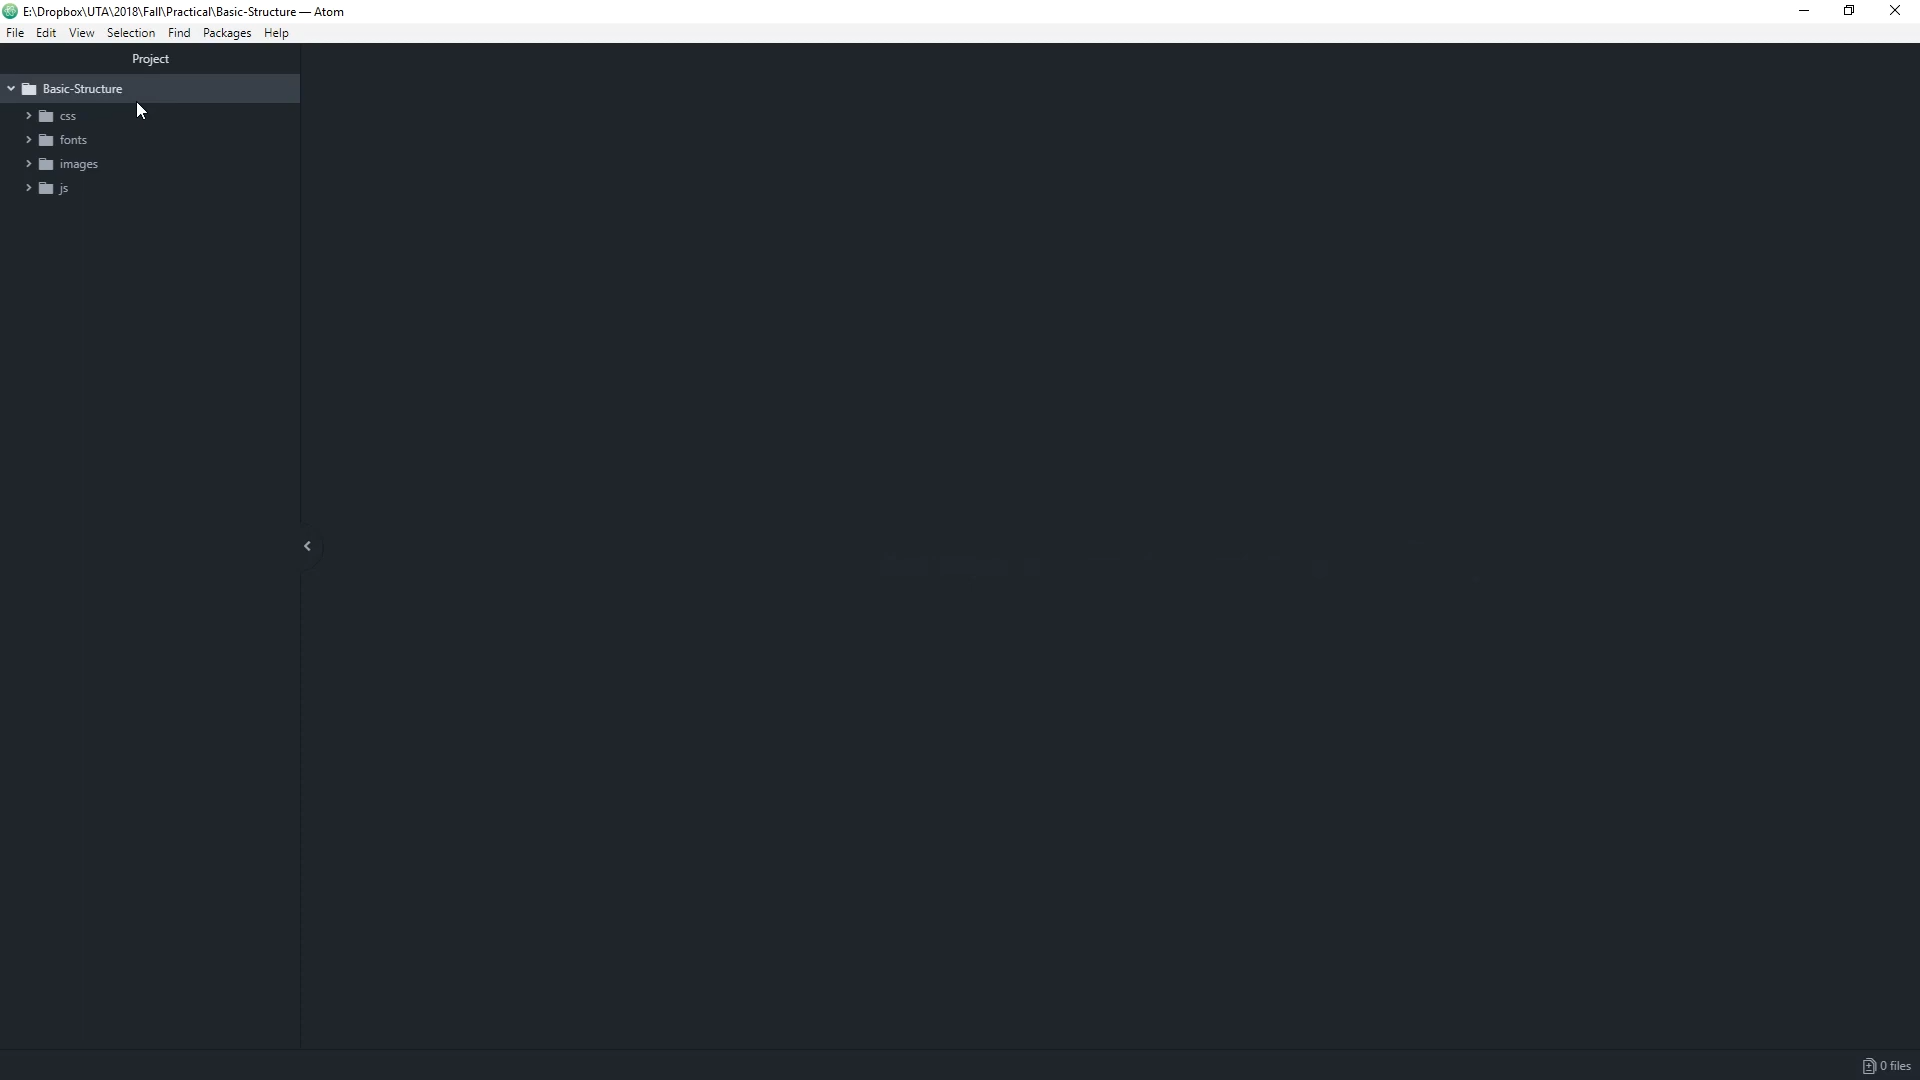 E:\Dropbox\UTA\2018\Fall\Practical\Basic-Structure — Atom
File Edit View Selection Find Packages Help
Project
Basic-Structure
css
fonts
images
js
0 files